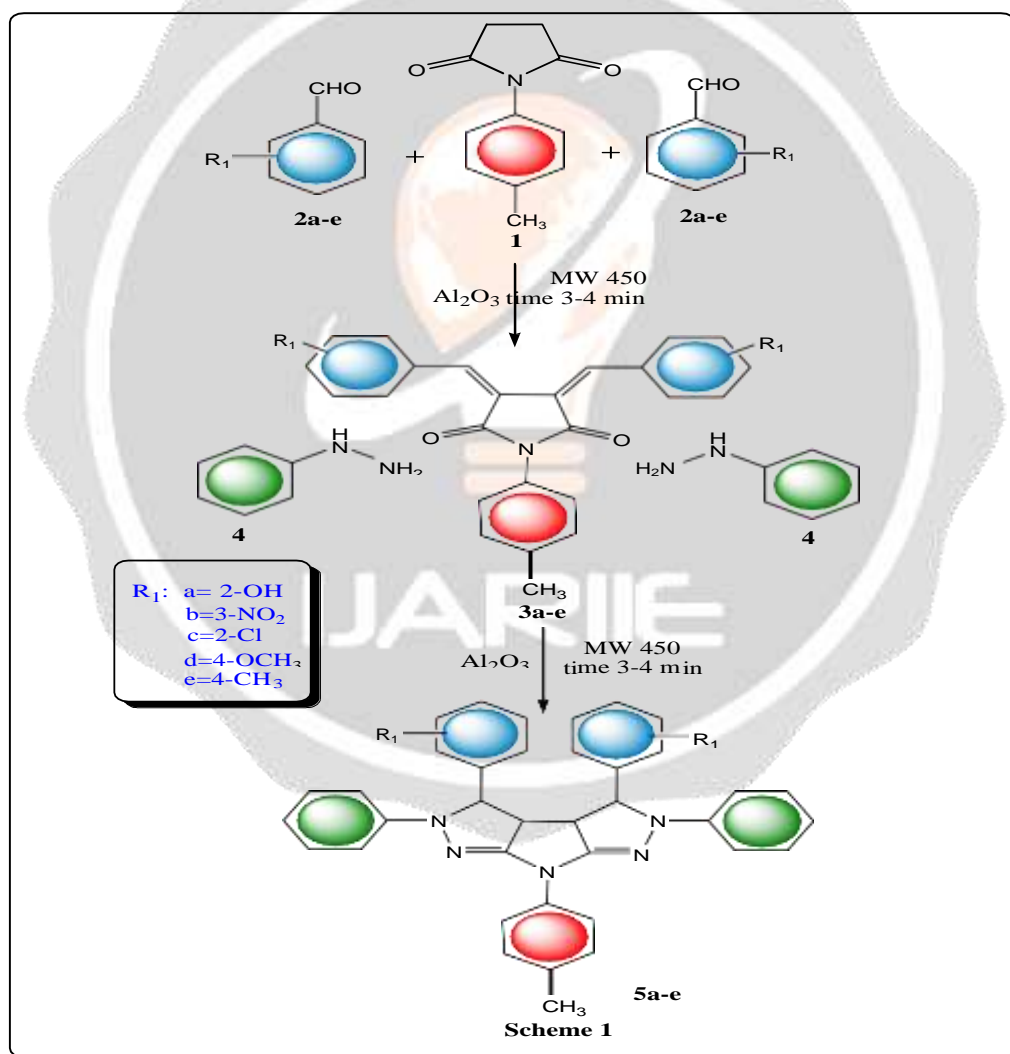 O N O
CHO CHO
R₁ + + R₁
2a-e CH₃ 2a-e
1
MW 450
Al₂O₃ time 3-4 min
R₁ R₁
O N O
H N NH₂ H₂N H N
4 4
CH₃
3a-e
R₁: a= 2-OH
b=3-NO₂
c=2-Cl
d=4-OCH₃
e=4-CH₃
IJARIIE
Al₂O₃ MW 450
time 3-4 min
R₁ R₁
N N
N N
N
CH₃ 5a-e
Scheme 1